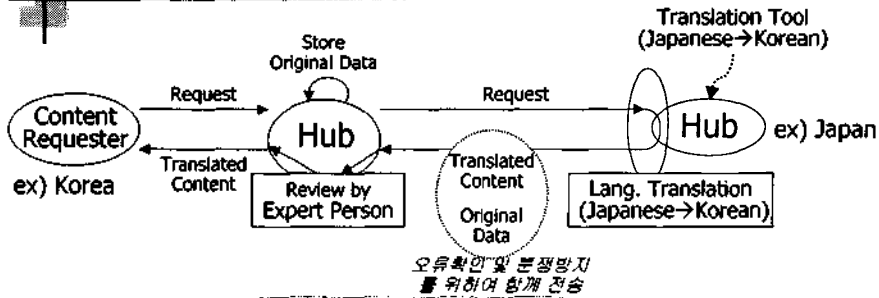 Translation Tool
(Japanese→Korean)
Store
Original Data
Request
Request
Content
Requester
Hub
Hub
ex) Japan
Translated
Content
ex) Korea
Review by
Expert Person
Translated
Content
Original
Data
Lang. Translation
(Japanese→Korean)
오류확인 및 분쟁방지
를 위하여 함께 전송